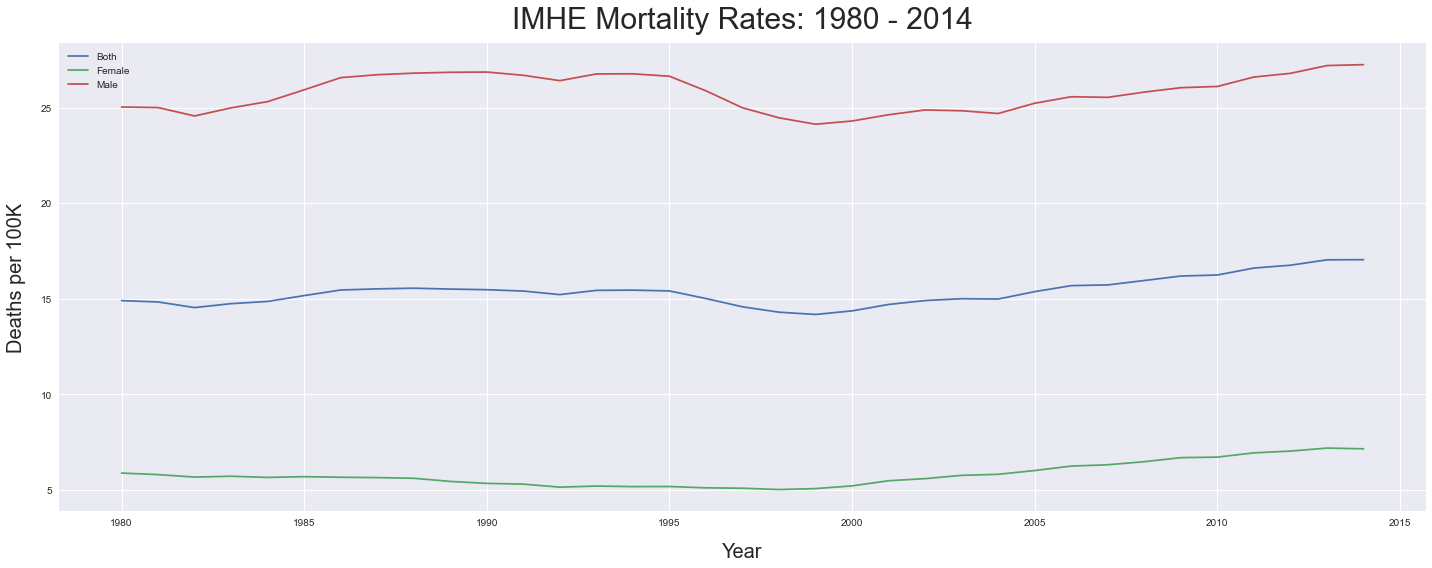 IMHE Mortality Rates: 1980 - 2014
Both
Female
Male
25
20
15
10
5
Deaths per 100K
1980 1985 1990 1995 2000 2005 2010 2015
Year